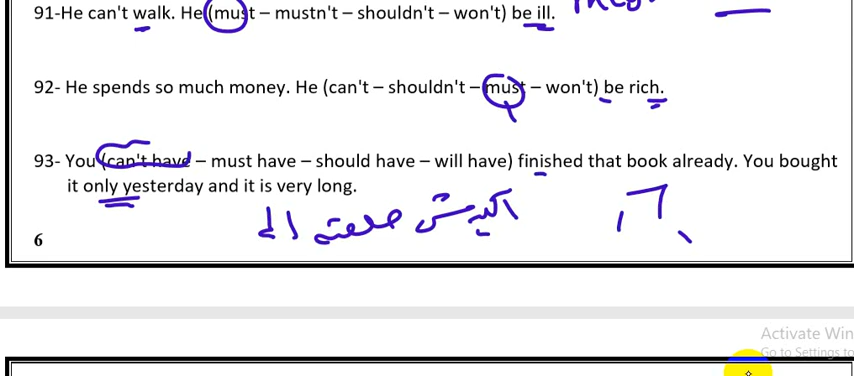 91-He can't walk. He (must – mustn't – shouldn't – won't) be ill.
92- He spends so much money. He (can't – shouldn't – must – won't) be rich.
93- You (can't have – must have – should have – will have) finished that book already. You bought
it only yesterday and it is very long.
6
Activate Win
Go to Settings to